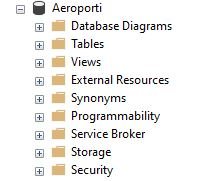 Aeroporti
Database Diagrams
Tables
Views
External Resources
Synonyms
Programmability
Service Broker
Storage
Security